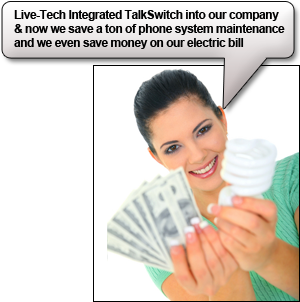 Live-Tech Integrated TalkSwitch into our company
& now we save a ton of phone system maintenance
and we even save money on our electric bill